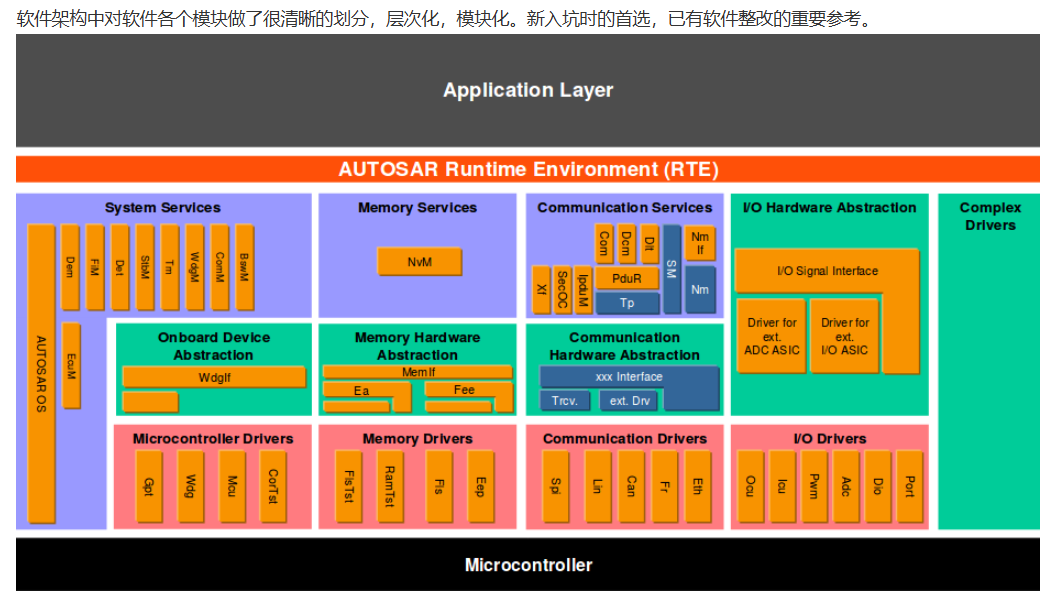 软件架构中对软件各个模块做了很清晰的划分，层次化，模块化。新入坑时的首选，已有软件整改的重要参考。
Application Layer
AUTOSAR Runtime Environment (RTE)
System Services
AUTOSAR OS
Dem
FiM
Det
StbM
Tm
WdgM
ComM
BswM
EcuM
Memory Services
NvM
Communication Services
Com
Dcm
Dlt
SM
Nm
If
Xf
SecOC
IpduM
PduR
Tp
Nm
I/O Hardware Abstraction
I/O Signal Interface
Driver for
ext.
ADC ASIC
Driver for
ext.
I/O ASIC
Complex
Drivers
Onboard Device
Abstraction
WdgIf
Memory Hardware
Abstraction
MemIf
Ea
Fee
Communication
Hardware Abstraction
xxx Interface
Trcv.
ext. Drv
Microcontroller Drivers
Gpt
Wdg
Mcu
CorTst
Memory Drivers
FlsTst
RamTst
Fls
Eep
Communication Drivers
Spi
Lin
Can
Fr
Eth
I/O Drivers
Ocu
Icu
Pwm
Adc
Dio
Port
Microcontroller